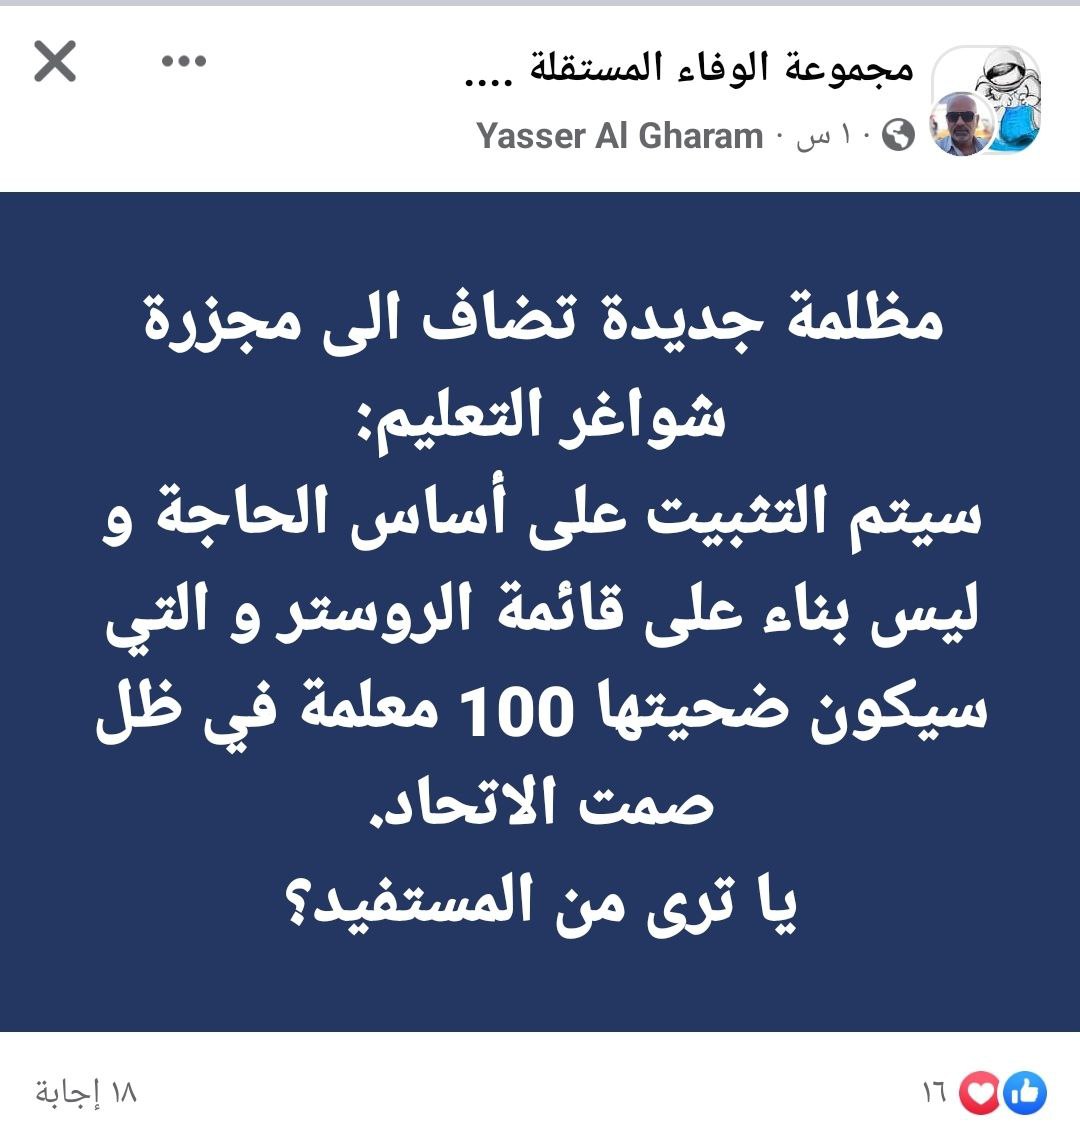 مجموعة الوفاء المستقلة ....
Yasser Al Gharam · ١ س ·
مظلمة جديدة تضاف الى مجزرة
شواغر التعليم:
سيتم التثبيت على أساس الحاجة و
ليس بناء على قائمة الروستر و التي
سيكون ضحيتها 100 معلمة في ظل
صمت الاتحاد.
يا ترى من المستفيد؟
١٦
١٨ إجابة